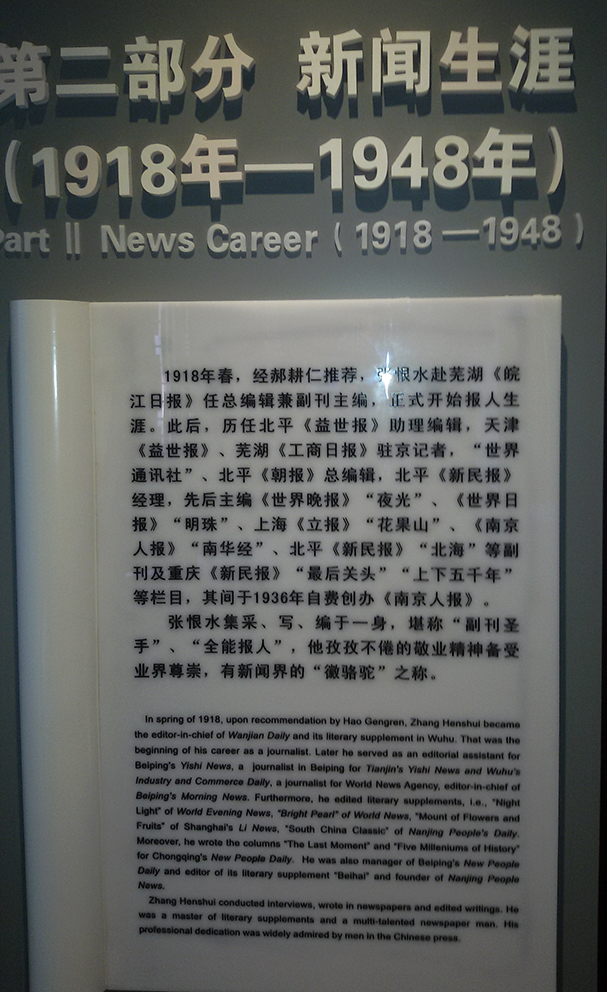 第二部分 新闻生涯
（1918年—1948年）
Part Ⅱ News Career（1918 —1948）
1918年春，经郝耕仁推荐，张恨水赴芜湖《皖
江日报》任总编辑兼副刊主编，正式开始报人生
涯。此后，历任北平《益世报》助理编辑，天津
《益世报》、芜湖《工商日报》驻京记者，“世界
通讯社”、北平《朝报》总编辑，北平《新民报》
经理，先后主编《世界晚报》“夜光”、《世界日
报》“明珠”、上海《立报》“花果山”、《南京
人报》“南华经”、北平《新民报》“北海”等副
刊及重庆《新民报》“最后关头”“上下五千年”
等栏目，其间于1936年自费创办《南京人报》。
张恨水集采、写、编于一身，堪称“副刊圣
手”、“全能报人”，他孜孜不倦的敬业精神备受
业界尊崇，有新闻界的“徽骆驼”之称。
In spring of 1918, upon recommendation by Hao Gengren, Zhang Henshui became
the editor-in-chief of Wanjian Daily and its literary supplement in Wuhu. That was the
beginning of his career as a journalist. Later he served as an editorial assistant for
Beiping's Yishi News, a journalist in Beiping for Tianjin's Yishi News and Wuhu's
Industry and Commerce Daily, a journalist for World News Agency, editor-in-chief of
Beiping's Morning News. Furthermore, he edited literary supplements, i.e., "Night
Light" of World Evening News, "Bright Pearl" of World News, "Mount of Flowers and
Fruits" of Shanghai's Li News, "South China Classic" of Nanjing People's Daily.
Moreover, he wrote the columns "The Last Moment" and "Five Milleniums of History"
for Chongqing's New People Daily. He was also manager of Beiping's New People
Daily and editor of its literary supplement "Beihai" and founder of Nanjing People
News.
Zhang Henshui conducted interviews, wrote in newspapers and edited writings. He
was a master of literary supplements and a multi-talented newspaper man. His
professional dedication was widely admired by men in the Chinese press.